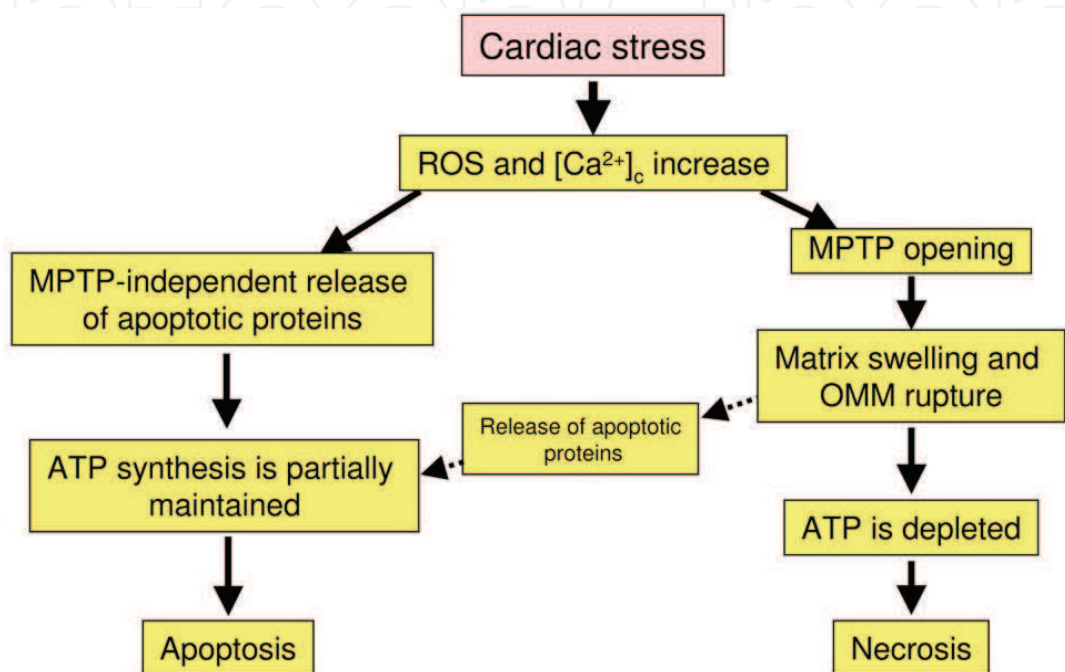 Cardiac stress
ROS and [Ca²⁺]c increase
MPTP-independent release
of apoptotic proteins
MPTP opening
Matrix swelling and
OMM rupture
Release of apoptotic
proteins
ATP synthesis is partially
maintained
ATP is depleted
Apoptosis
Necrosis